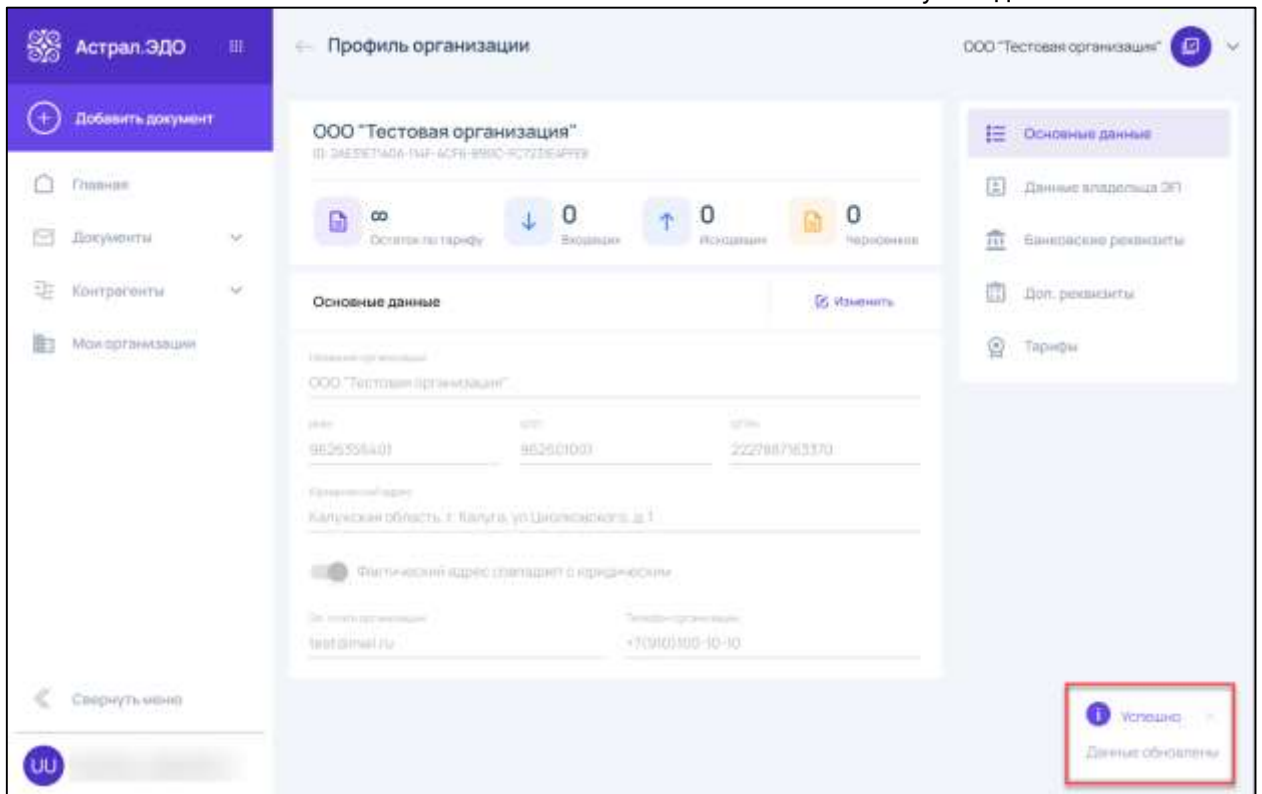 Астрал.ЭДО
Профиль организации
ООО "Тестовая организация"
Добавить документ
Главная
Документы
Контрагенты
Мои организации
Свернуть меню
UU
ООО "Тестовая организация"
∞
Остаток по тарифу
0
Входящих
0
Исходящих
0
Черновиков
Основные данные
Изменить
Название организации
ООО "Тестовая организация"
ИНН
КПП
ОГРН
962601001
2227887163370
Юридический адрес
Калужская область, г. Калуга, ул Циолковского, д. 1
Фактический адрес совпадает с юридическим
Эл. почта организации
Телефон организации
test@mail.ru
+7(910)100-10-10
Основные данные
Данные владельца ЭП
Банковские реквизиты
Доп. реквизиты
Тарифы
Успешно
Данные обновлены